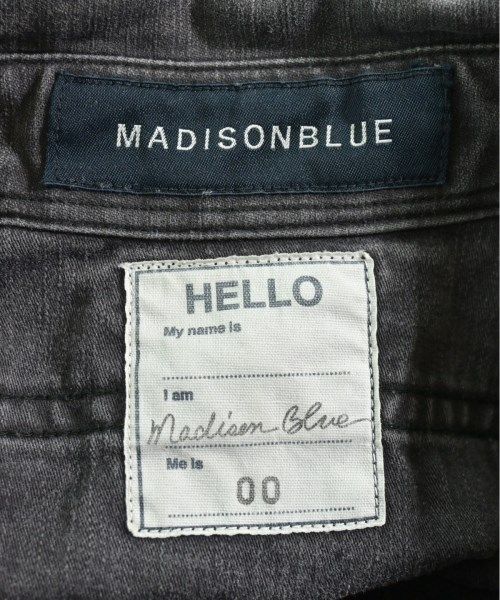 MADISONBLUE
HELLO
My name is
I am
Madison Blue
Me is
00